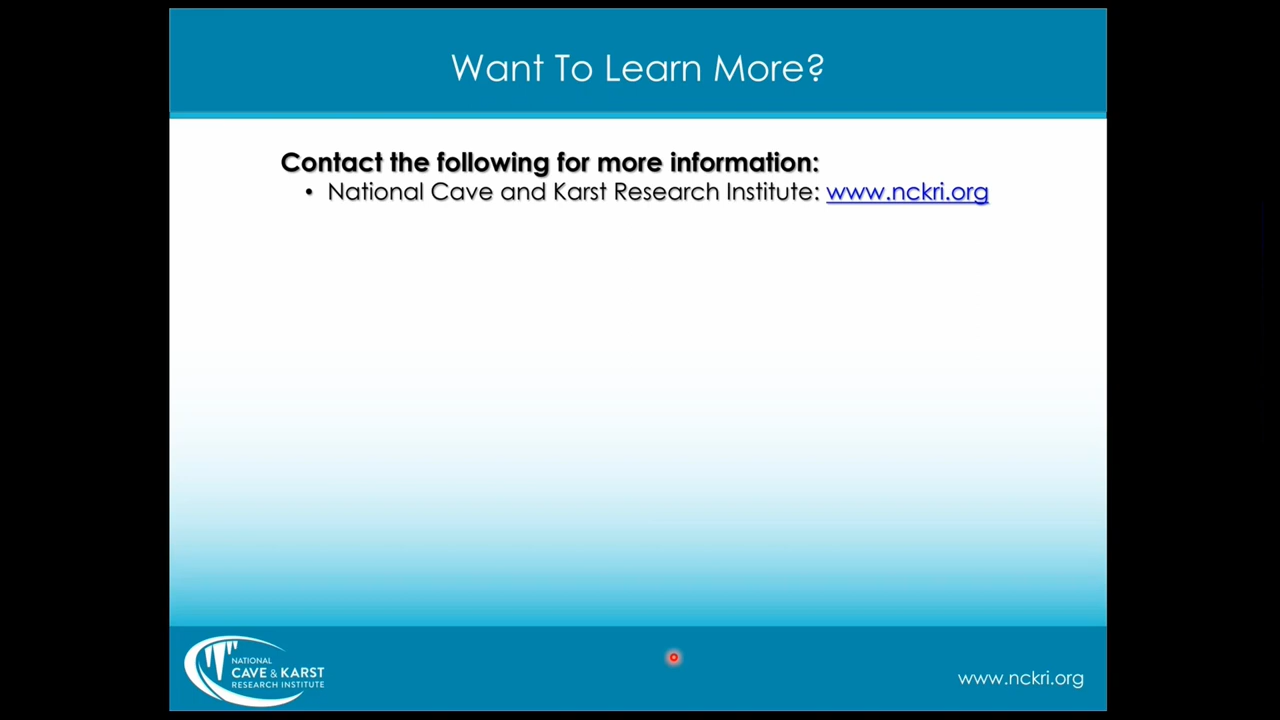 Want To Learn More?
Contact the following for more information:
• National Cave and Karst Research Institute: www.nckri.org
NATIONAL
CAVE & KARST
RESEARCH INSTITUTE
www.nckri.org